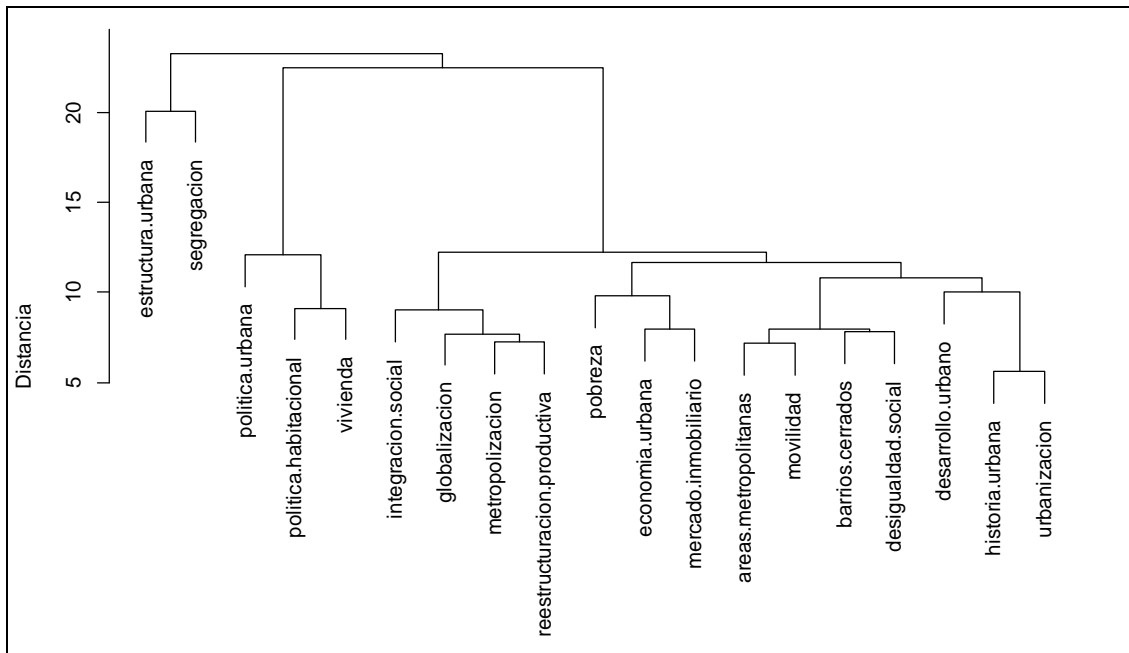 Distancia
20
15
10
5
estructura.urbana
segregacion
politica.urbana
politica.habitacional
vivienda
integracion.social
globalizacion
metropolizacion
reestructuracion.productiva
pobreza
economia.urbana
mercado.inmobiliario
areas.metropolitanas
movilidad
barrios.cerrados
desigualdad.social
desarrollo.urbano
historia.urbana
urbanizacion